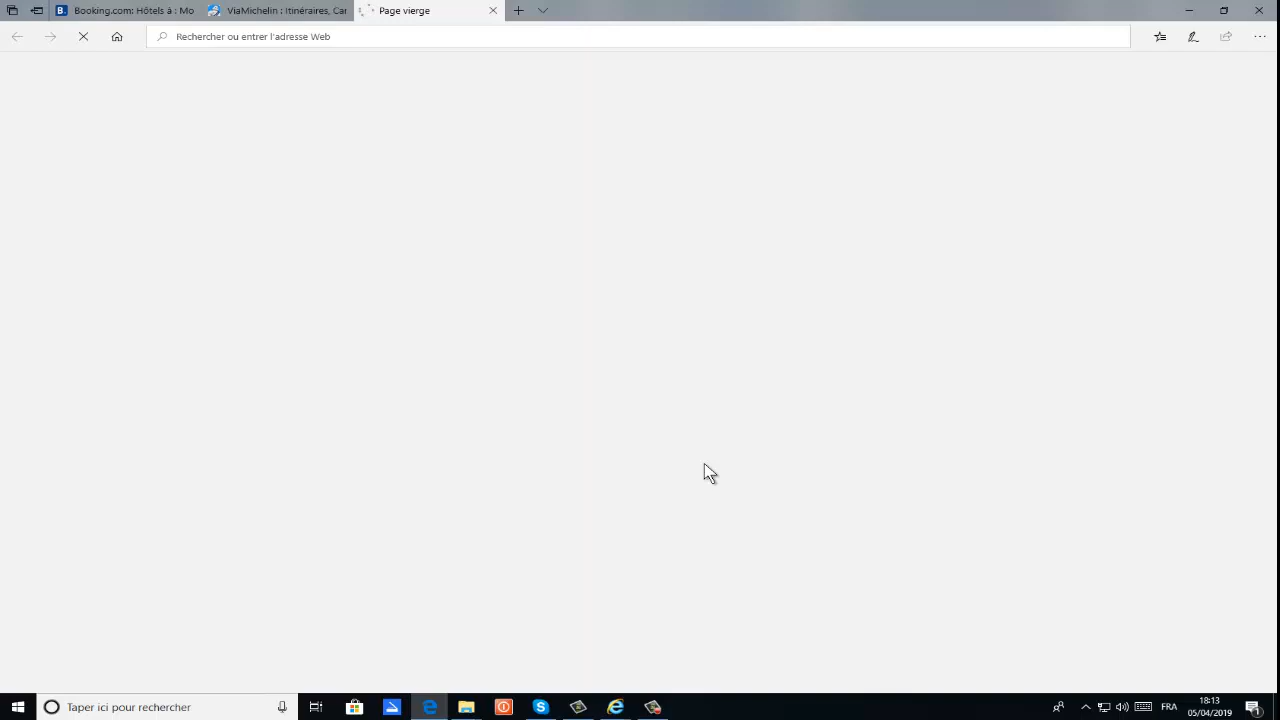 B. Booking.com: Hôtels à : Mo
ViaMichelin : Itinéraires, Car
Page vierge
Rechercher ou entrer l'adresse Web
Taper ici pour rechercher
FRA
18:13
05/04/2019
1